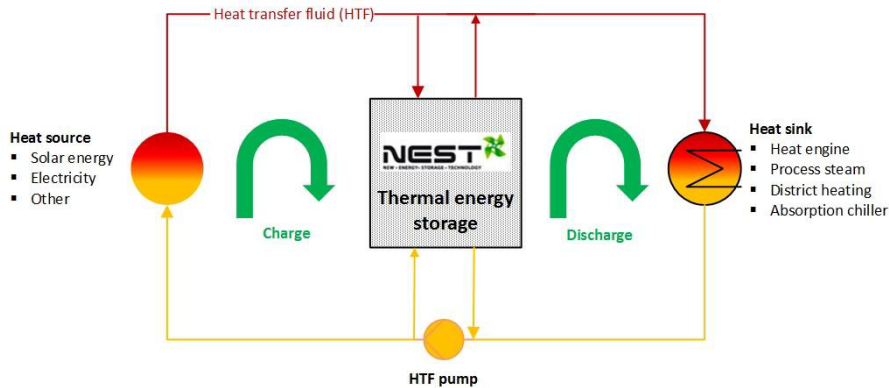 Heat transfer fluid (HTF)
Heat source
▪ Solar energy
▪ Electricity
▪ Other
Charge
NEST
NEW • ENERGY • STORAGE • TECHNOLOGY
Thermal energy
storage
Discharge
Heat sink
▪ Heat engine
▪ Process steam
▪ District heating
▪ Absorption chiller
HTF pump